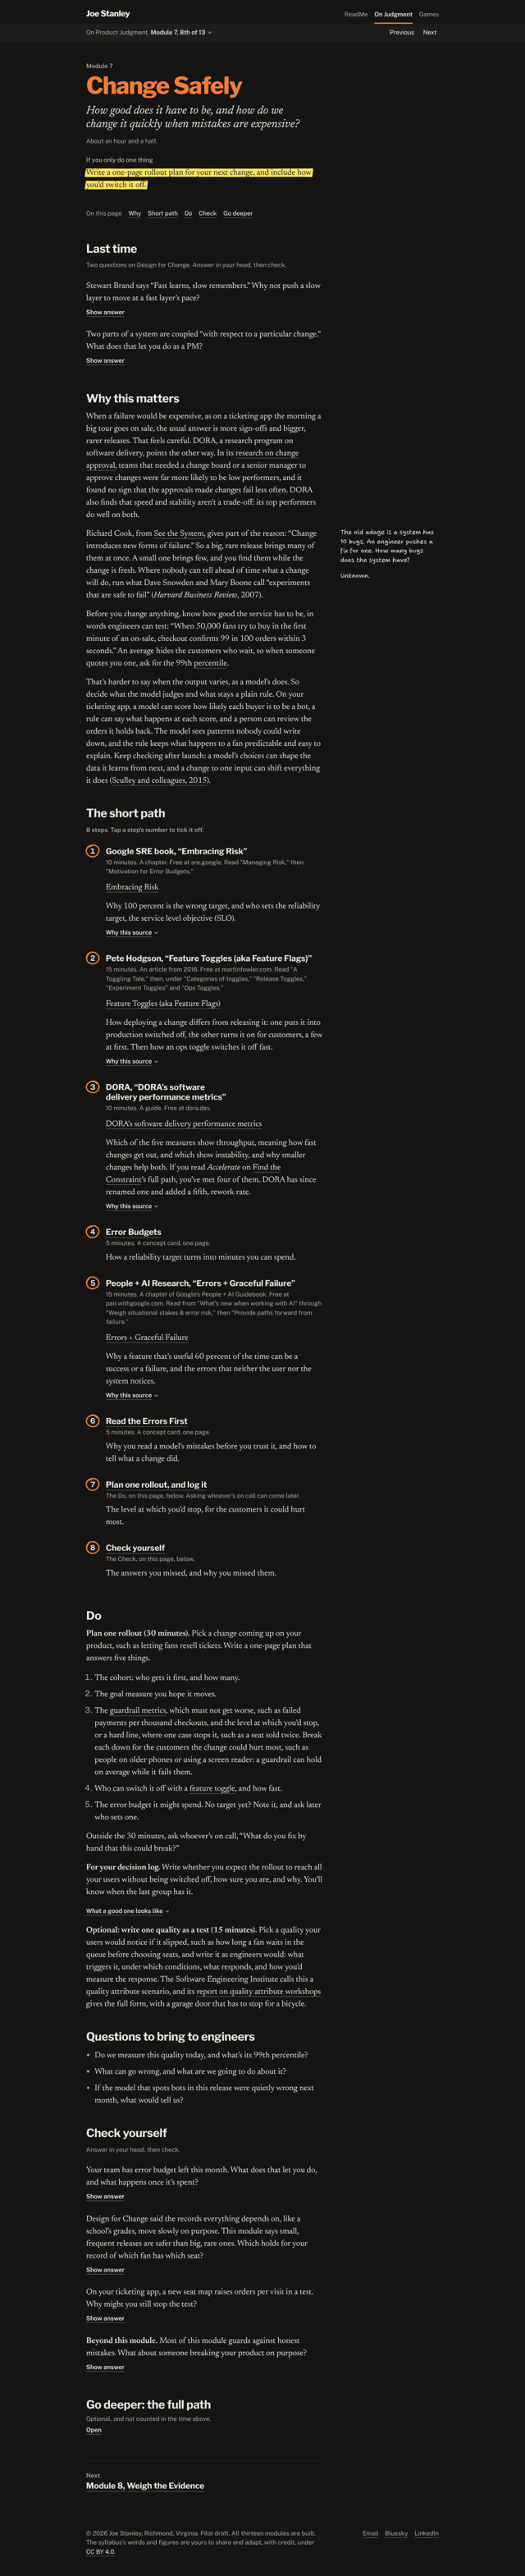 Joe Stanley
ReadMe On Judgment Games
On Product Judgment, Module 7, 8th of 13
Previous Next
Module 7
Change Safely
How good does it have to be, and how do we
change it quickly when mistakes are expensive?
About an hour and a half.
If you only do one thing
Write a one-page rollout plan for your next change, and include how
you'd switch it off.
On this page Why Short path Do Check Go deeper
Last time
Two questions on Design for Change. Answer in your head, then check.
Stewart Brand says “Fast learns, slow remembers.” Why not push a slow
layer to move at a fast layer's pace?
Show answer
Two parts of a system are coupled “with respect to a particular change.”
What does that let you do as a PM?
Show answer
Why this matters
When a failure would be expensive, as on a ticketing app the morning a
big tour goes on sale, the usual answer is more sign-offs and bigger,
rarer releases. That feels careful. DORA, a research program on
software delivery, points the other way. In its research on change
approval, teams that needed a change board or a senior manager to
approve changes were far more likely to be low performers, and it
found no sign that the approvals made changes fail less often. DORA
also finds that speed and stability aren't a trade-off: its top performers
do well on both.
Richard Cook, from See the System, gives part of the reason: “Change
introduces new forms of failure.” So a big, rare release brings many of
them at once. A small one brings few, and you find them while the
change is fresh. Where nobody can tell ahead of time what a change
will do, run what Dave Snowden and Mary Boone call “experiments
that are safe to fail” (Harvard Business Review, 2007).
The old adage is a system has
10 bugs. An engineer pushes a
fix for one. How many bugs
does the system have?
Unknown.
Before you change anything, know how good the service has to be, in
words engineers can test: “When 50,000 fans try to buy in the first
minute of an on-sale, checkout confirms 99 in 100 orders within 3
seconds.” An average hides the customers who wait, so when someone
quotes you one, ask for the 99th percentile.
That's harder to say when the output varies, as a model's does. So
decide what the model judges and what stays a plain rule. On your
ticketing app, a model can score how likely each buyer is to be a bot, a
rule can say what happens at each score, and a person can review the
orders it holds back. The model sees patterns nobody could write
down, and the rule keeps what happens to a fan predictable and easy to
explain. Keep checking after launch: a model's choices can shape the
data it learns from next, and a change to one input can shift everything
it does (Sculley and colleagues, 2015).
The short path
8 steps. Tap a step's number to tick it off.
1 Google SRE book, “Embracing Risk”
10 minutes. A chapter. Free at sre.google. Read "Managing Risk," then
"Motivation for Error Budgets."
Embracing Risk
Why 100 percent is the wrong target, and who sets the reliability
target, the service level objective (SLO).
Why this source
2 Pete Hodgson, “Feature Toggles (aka Feature Flags)”
15 minutes. An article from 2016. Free at martinfowler.com. Read "A
Toggling Tale," then, under "Categories of toggles," "Release Toggles,"
"Experiment Toggles" and "Ops Toggles."
Feature Toggles (aka Feature Flags)
How deploying a change differs from releasing it: one puts it into
production switched off, the other turns it on for customers, a few
at first. Then how an ops toggle switches it off fast.
Why this source
3 DORA, “DORA's software
delivery performance metrics”
10 minutes. A guide. Free at dora.dev.
DORA's software delivery performance metrics
Which of the five measures show throughput, meaning how fast
changes get out, and which show instability, and why smaller
changes help both. If you read Accelerate on Find the
Constraint's full path, you've met four of them. DORA has since
renamed one and added a fifth, rework rate.
Why this source
4 Error Budgets
5 minutes. A concept card, one page.
How a reliability target turns into minutes you can spend.
5 People + AI Research, “Errors + Graceful Failure”
15 minutes. A chapter of Google's People + AI Guidebook. Free at
pair.withgoogle.com. Read from "What's new when working with AI" through
"Weigh situational stakes & error risk," then "Provide paths forward from
failure."
Errors + Graceful Failure
Why a feature that's useful 60 percent of the time can be a
success or a failure, and the errors that neither the user nor the
system notices.
Why this source
6 Read the Errors First
5 minutes. A concept card, one page.
Why you read a model's mistakes before you trust it, and how to
tell what a change did.
7 Plan one rollout, and log it
The Do, on this page, below. Asking whoever's on call can come later.
The level at which you'd stop, for the customers it could hurt
most.
8 Check yourself
The Check, on this page, below.
The answers you missed, and why you missed them.
Do
Plan one rollout (30 minutes). Pick a change coming up on your
product, such as letting fans resell tickets. Write a one-page plan that
answers five things.
1. The cohort: who gets it first, and how many.
2. The goal measure you hope it moves.
3. The guardrail metrics, which must not get worse, such as failed
payments per thousand checkouts, and the level at which you'd stop,
or a hard line, where one case stops it, such as a seat sold twice. Break
each down for the customers the change could hurt most, such as
people on older phones or using a screen reader: a guardrail can hold
on average while it fails them.
4. Who can switch it off with a feature toggle, and how fast.
5. The error budget it might spend. No target yet? Note it, and ask later
who sets one.
Outside the 30 minutes, ask whoever's on call, “What do you fix by
hand that this could break?”
For your decision log. Write whether you expect the rollout to reach all
your users without being switched off, how sure you are, and why. You'll
know when the last group has it.
What a good one looks like
Optional: write one quality as a test (15 minutes). Pick a quality your
users would notice if it slipped, such as how long a fan waits in the
queue before choosing seats, and write it as engineers would: what
triggers it, under which conditions, what responds, and how you'd
measure the response. The Software Engineering Institute calls this a
quality attribute scenario, and its report on quality attribute workshops
gives the full form, with a garage door that has to stop for a bicycle.
Questions to bring to engineers
Do we measure this quality today, and what's its 99th percentile?
What can go wrong, and what are we going to do about it?
If the model that spots bots in this release were quietly wrong next
month, what would tell us?
Check yourself
Answer in your head, then check.
Your team has error budget left this month. What does that let you do,
and what happens once it's spent?
Show answer
Design for Change said the records everything depends on, like a
school's grades, move slowly on purpose. This module says small,
frequent releases are safer than big, rare ones. Which holds for your
record of which fan has which seat?
Show answer
On your ticketing app, a new seat map raises orders per visit in a test.
Why might you still stop the test?
Show answer
Beyond this module. Most of this module guards against honest
mistakes. What about someone breaking your product on purpose?
Show answer
Go deeper: the full path
Optional, and not counted in the time above.
Open
Next
Module 8, Weigh the Evidence
© 2026 Joe Stanley, Richmond, Virginia. Pilot draft. All thirteen modules are built.
The syllabus's words and figures are yours to share and adapt, with credit, under
CC BY 4.0.
Email Bluesky LinkedIn